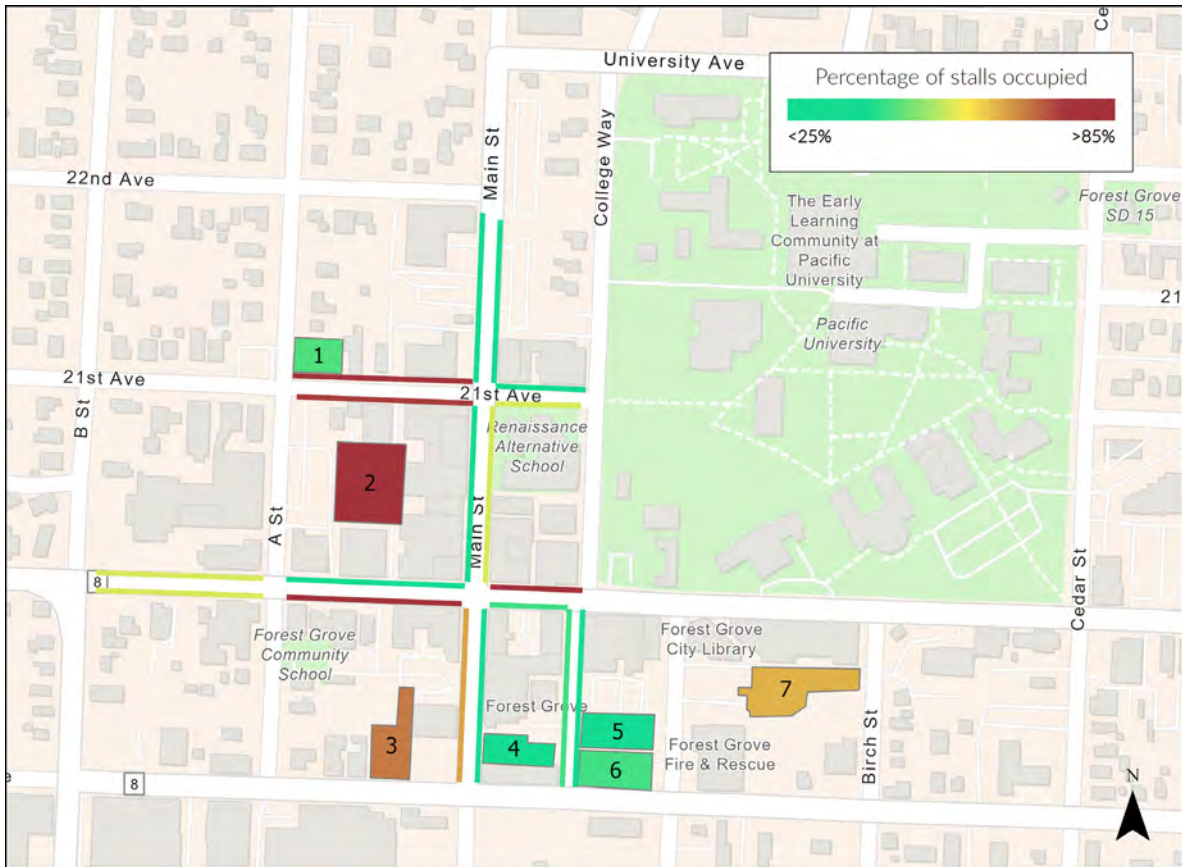 University Ave
Ce
Percentage of stalls occupied
<25%
>85%
Main St
College Way
22nd Ave
The Early
Learning
Community at
Pacific
University
Forest Grove
SD 15
21
Pacific
University
1
21st Ave
21st Ave
B St
Renaissance
Alternative
School
2
A St
Main St
8
Cedar St
Forest Grove
Community
School
Forest Grove
City Library
7
Forest Grove
5
3
4
Forest Grove
Fire & Rescue
6
Birch St
e
8
N